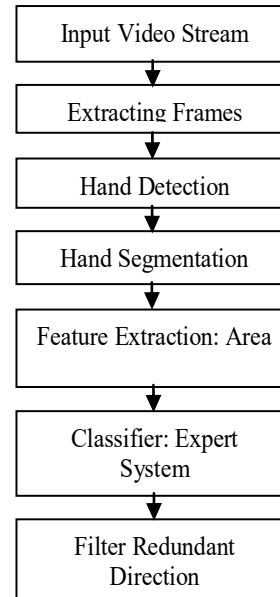 Input Video Stream
Extracting Frames
Hand Detection
Hand Segmentation
Feature Extraction: Area
Classifier: Expert
System
Filter Redundant
Direction